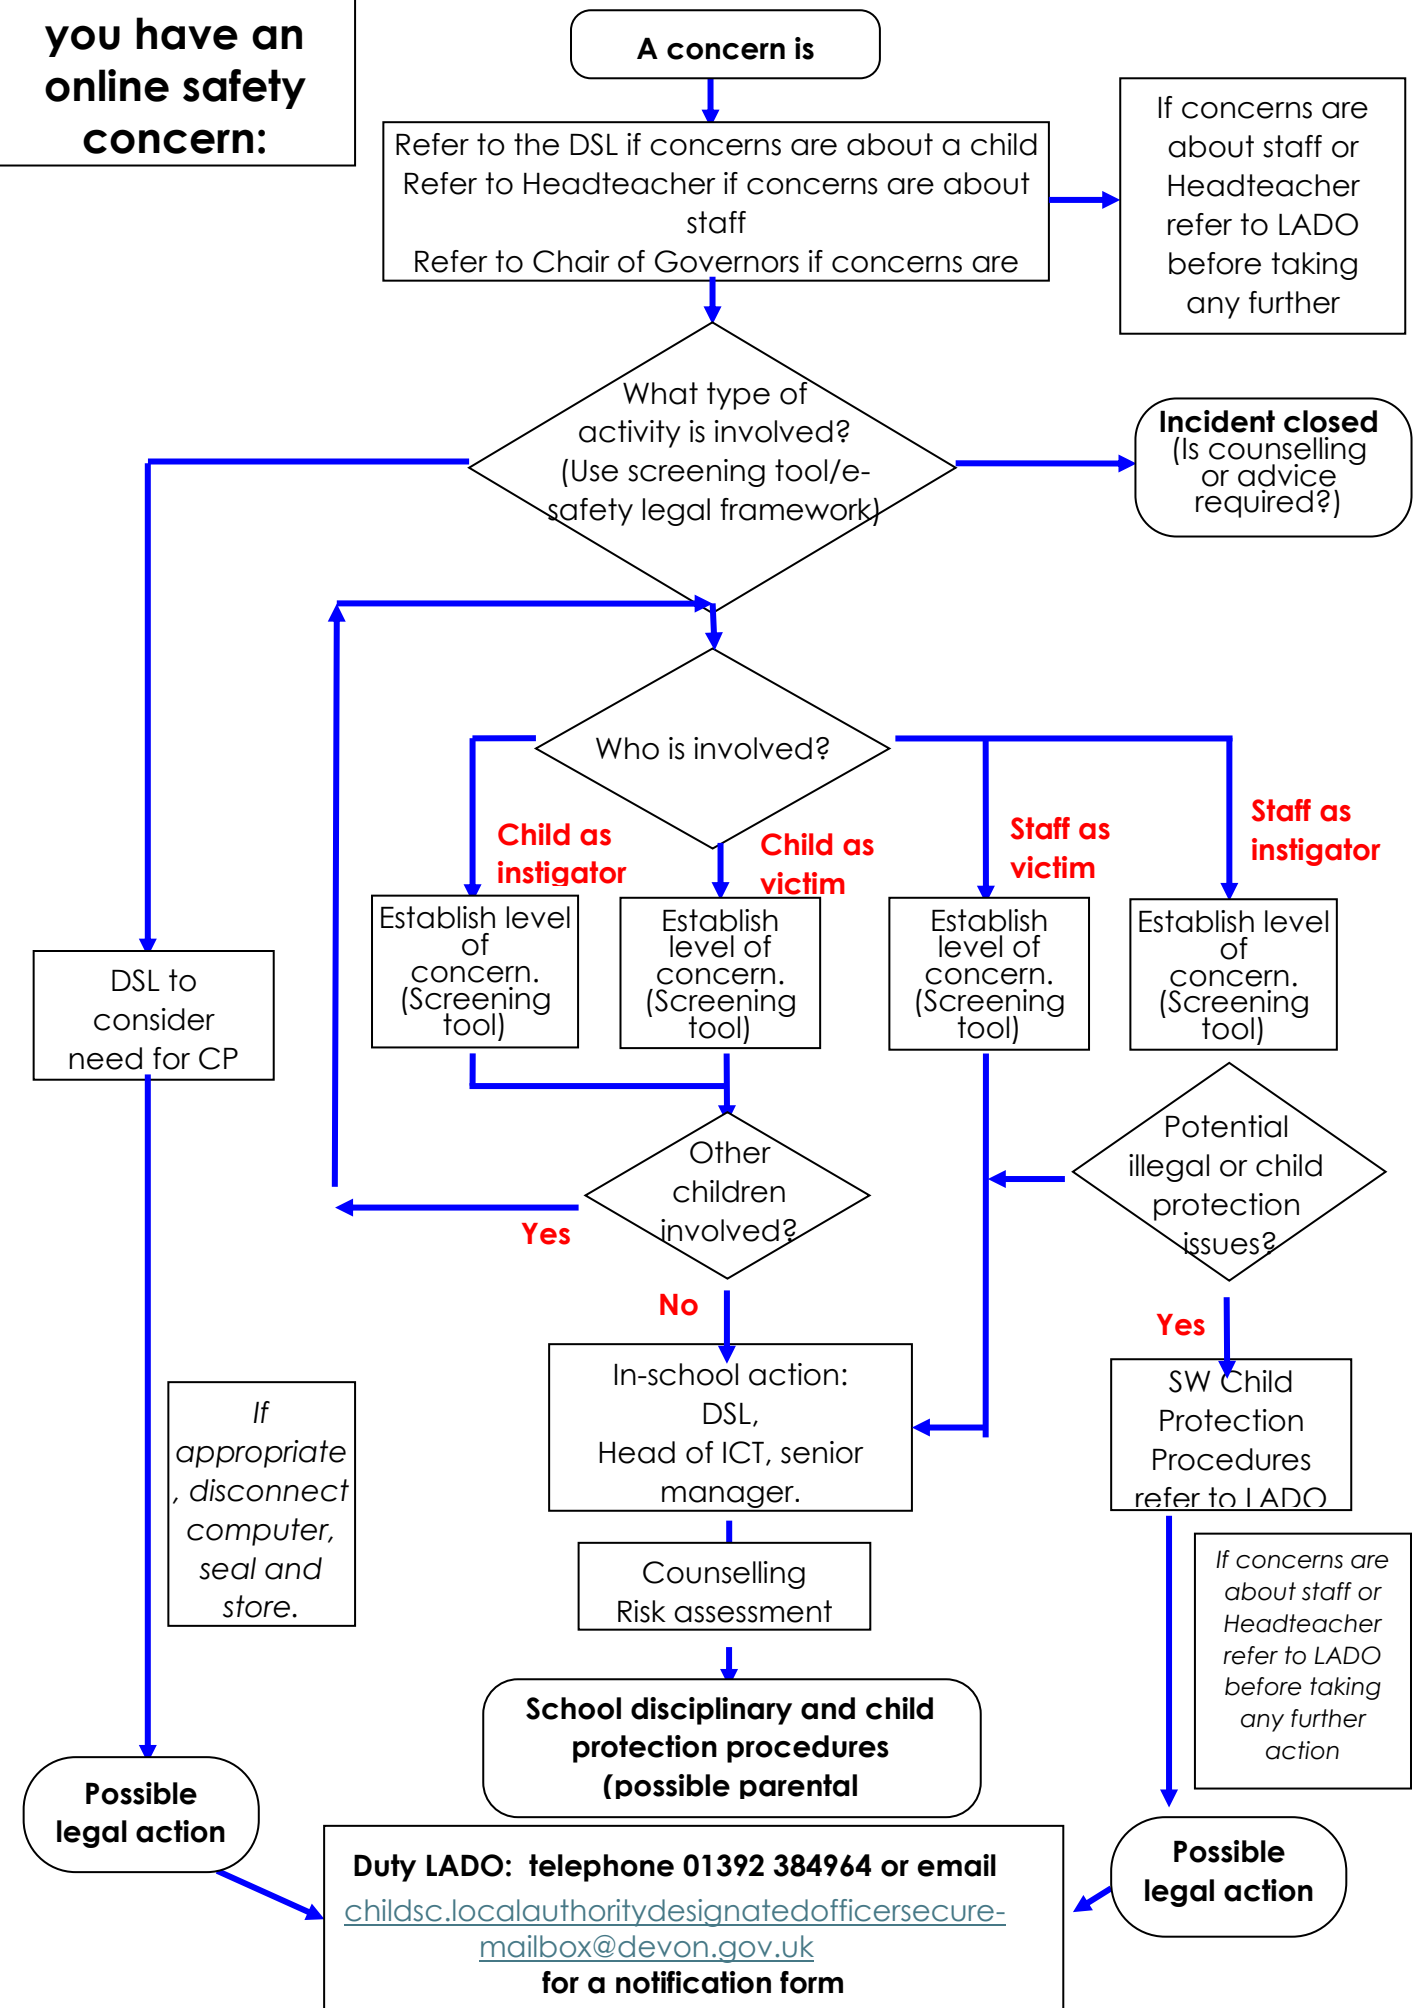 you have an
online safety
concern:
A concern is
Refer to the DSL if concerns are about a child
Refer to Headteacher if concerns are about
staff
Refer to Chair of Governors if concerns are
If concerns are
about staff or
Headteacher
refer to LADO
before taking
any further
What type of
activity is involved?
(Use screening tool/e-
safety legal framework)
Incident closed
(Is counselling
or advice
required?)
Who is involved?
Child as
instigator
Child as
victim
Staff as
victim
Staff as
instigator
Establish level
of
concern.
(Screening
tool)
Establish
level of
concern.
(Screening
tool)
Establish
level of
concern.
(Screening
tool)
Establish level
of
concern.
(Screening
tool)
DSL to
consider
need for CP
Other
children
involved?
Potential
illegal or child
protection
issues?
Yes
No
Yes
In-school action:
DSL,
Head of ICT, senior
manager.
SW Child
Protection
Procedures
refer to LADO
If
appropriate
, disconnect
computer,
seal and
store.
Counselling
Risk assessment
If concerns are
about staff or
Headteacher
refer to LADO
before taking
any further
action
School disciplinary and child
protection procedures
(possible parental
Possible
legal action
Possible
legal action
Duty LADO:  telephone 01392 384964 or email
childsc.localauthoritydesignatedofficersecure-
mailbox@devon.gov.uk
for a notification form